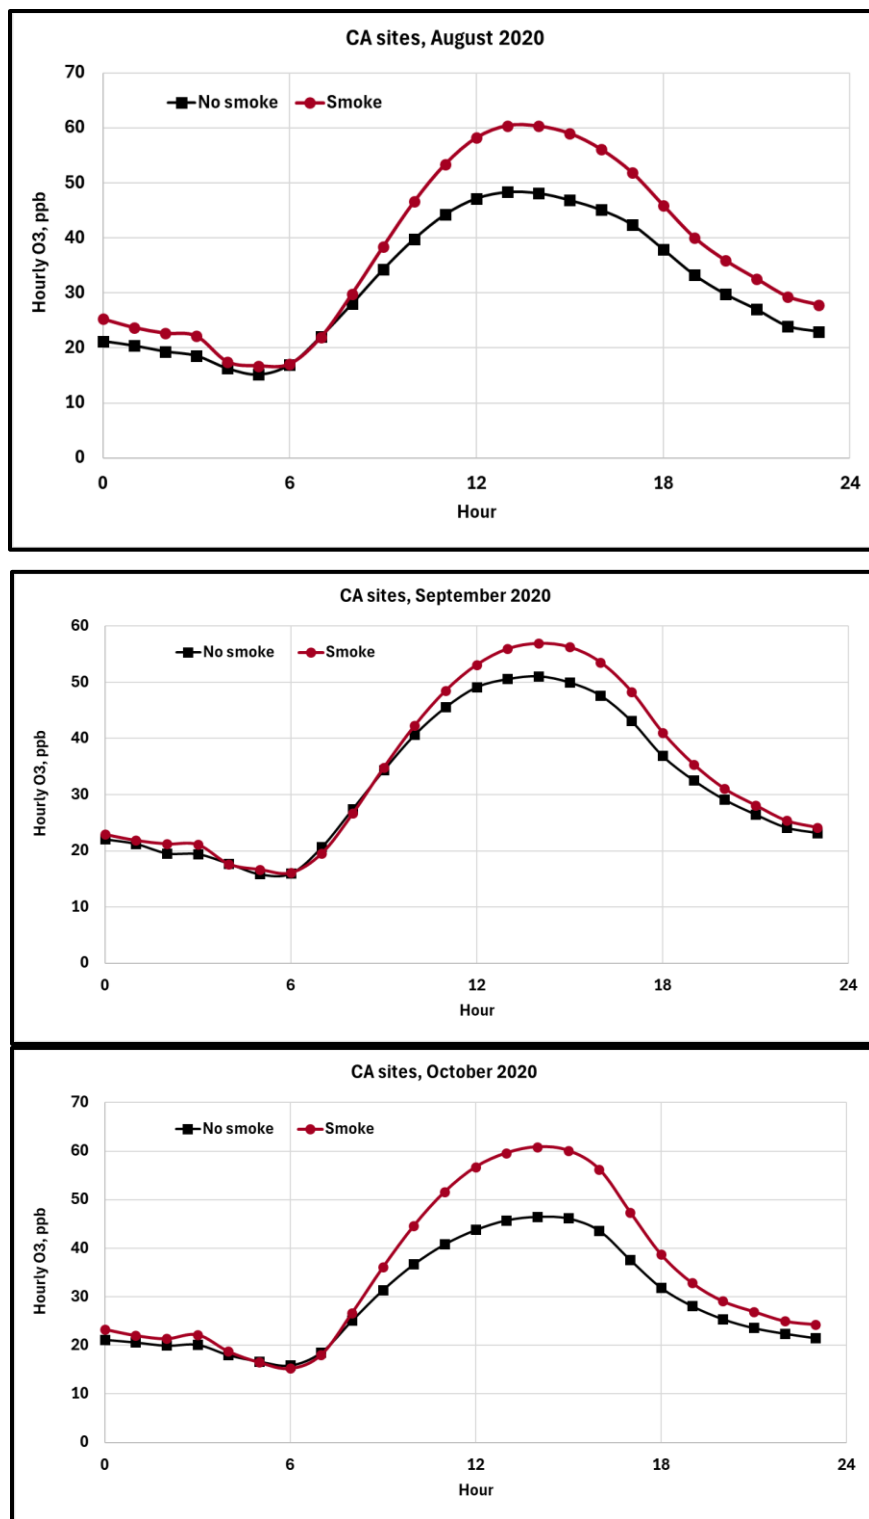 CA sites, August 2020
70
No smoke Smoke
60
50
40
Hourly O3, ppb
30
20
10
0
0 6 12 18 24
Hour
CA sites, September 2020
60
No smoke Smoke
50
40
Hourly O3, ppb
30
20
10
0
0 6 12 18 24
Hour
CA sites, October 2020
70
No smoke Smoke
60
50
40
Hourly O3, ppb
30
20
10
0
0 6 12 18 24
Hour